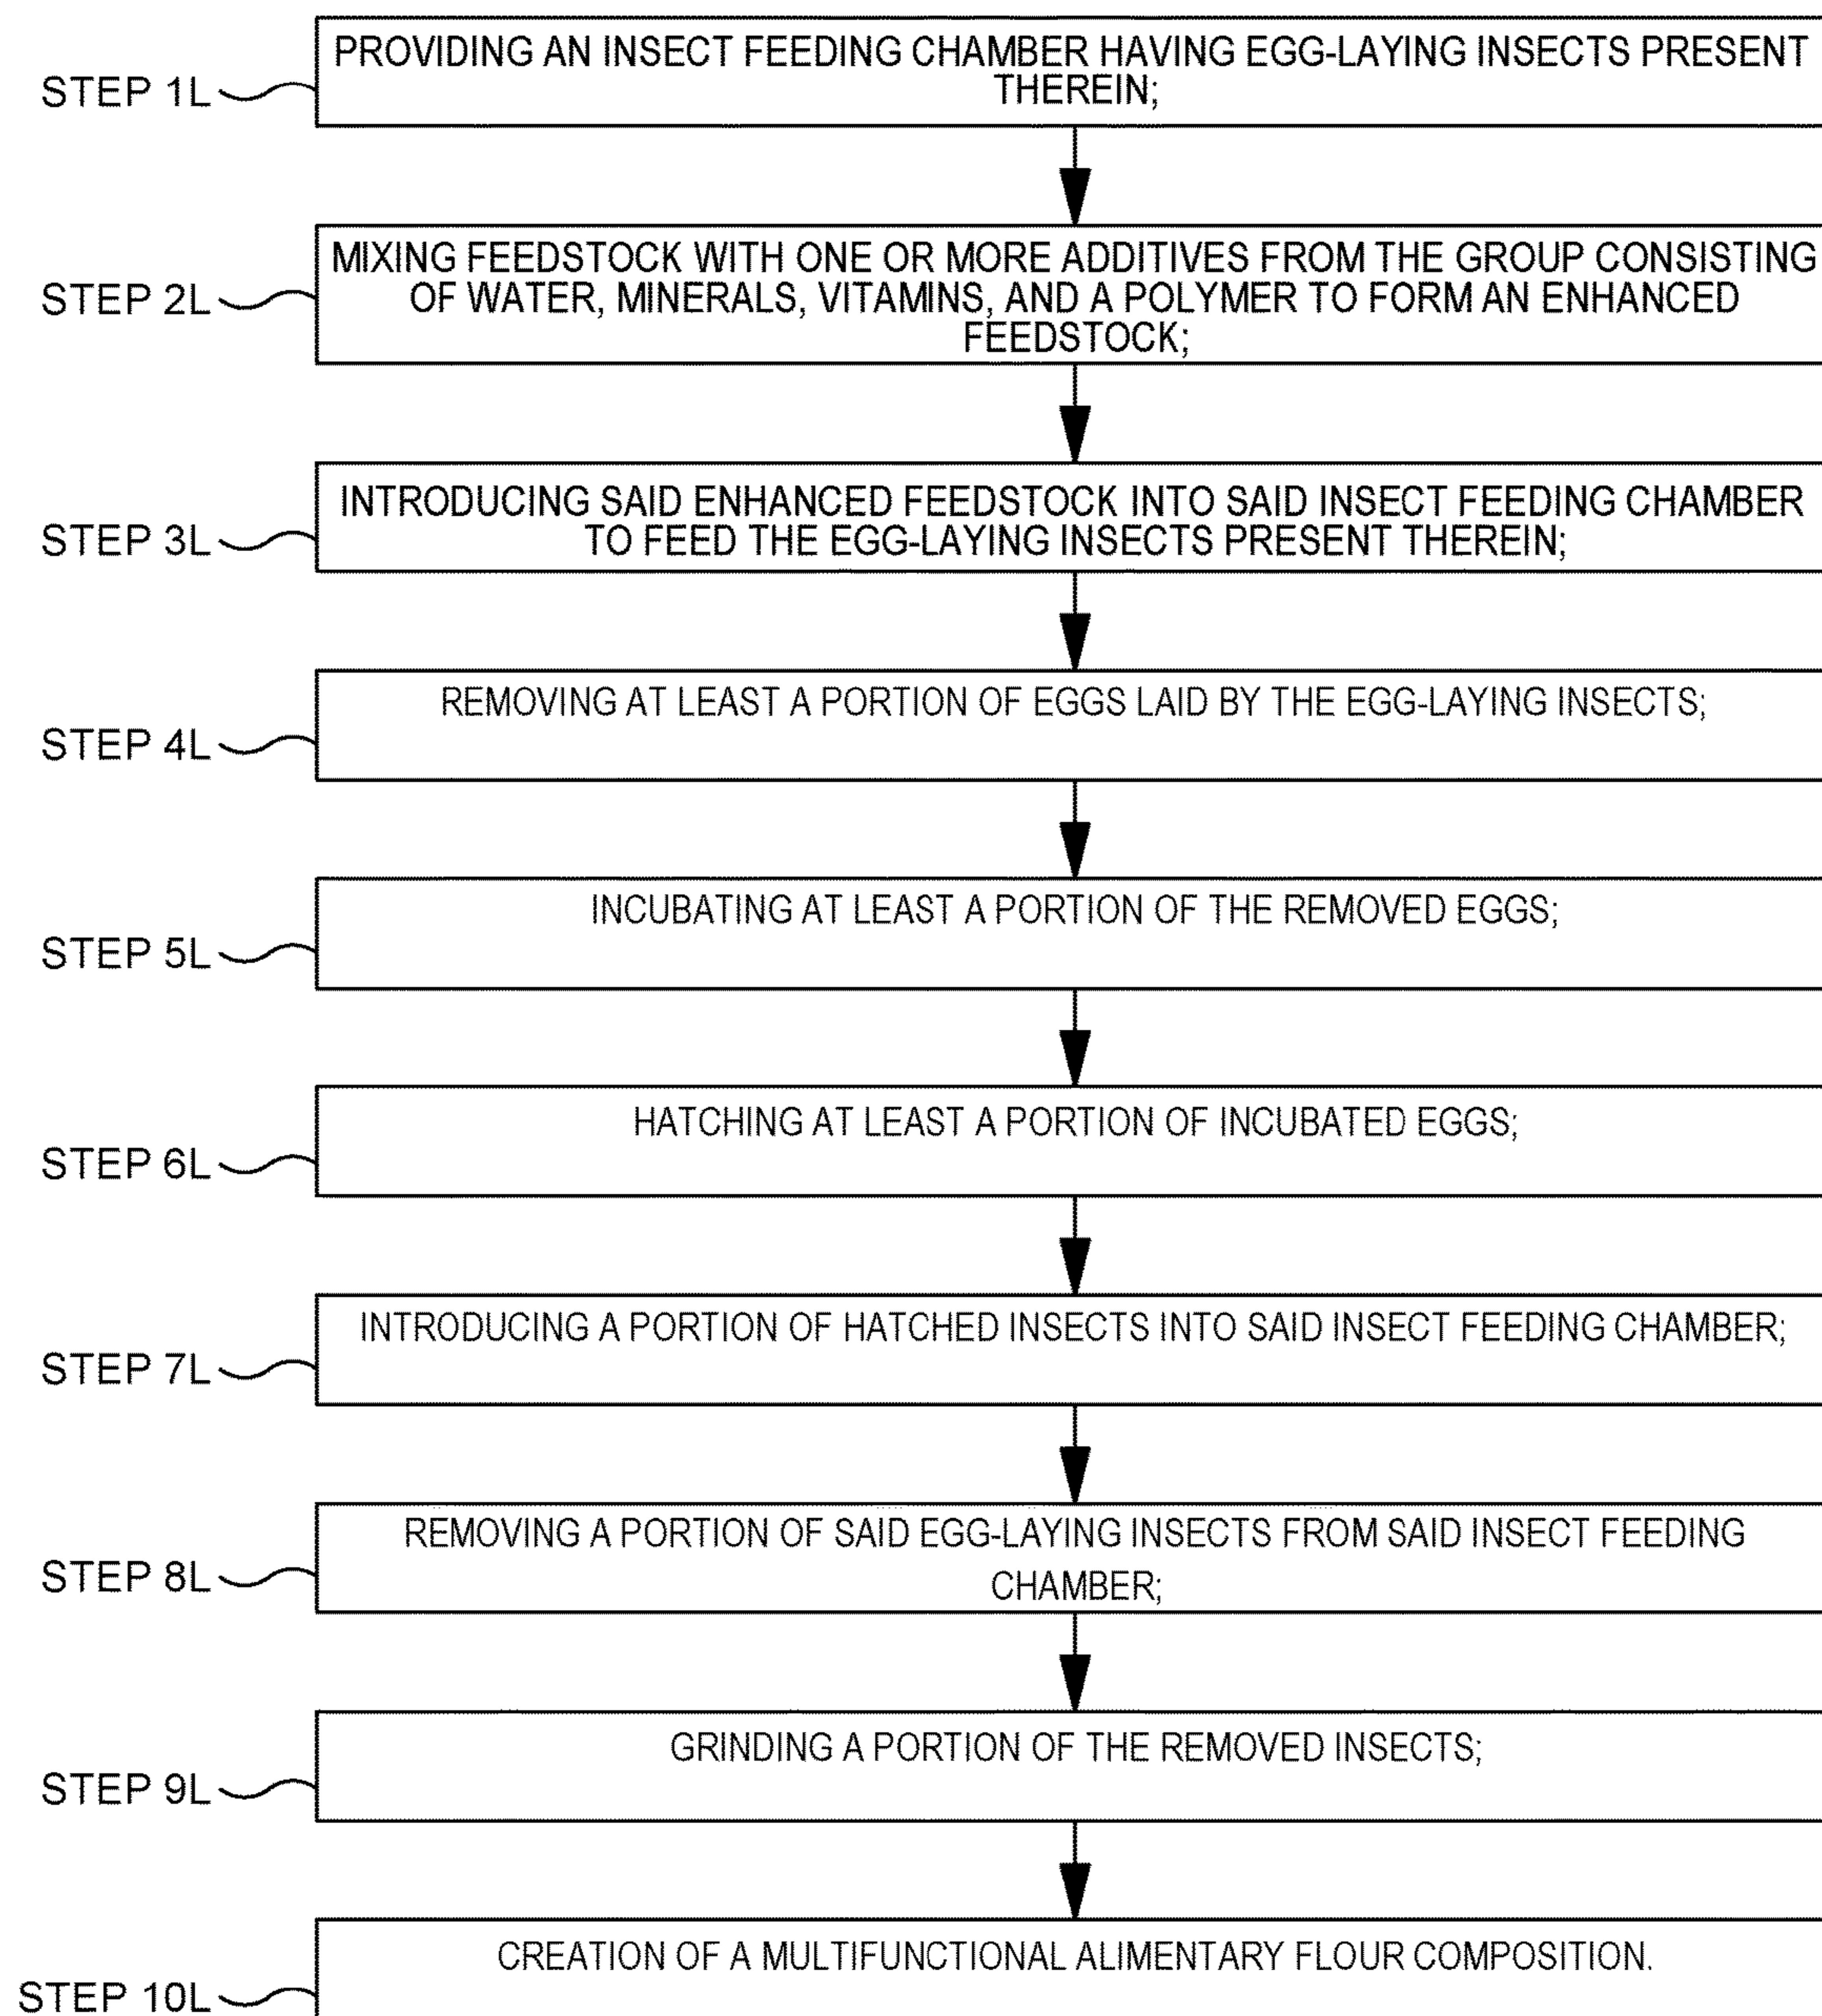 STEP 1L
PROVIDING AN INSECT FEEDING CHAMBER HAVING EGG-LAYING INSECTS PRESENT
THEREIN;
STEP 2L
MIXING FEEDSTOCK WITH ONE OR MORE ADDITIVES FROM THE GROUP CONSISTING
OF WATER, MINERALS, VITAMINS, AND A POLYMER TO FORM AN ENHANCED
FEEDSTOCK;
STEP 3L
INTRODUCING SAID ENHANCED FEEDSTOCK INTO SAID INSECT FEEDING CHAMBER
TO FEED THE EGG-LAYING INSECTS PRESENT THEREIN;
STEP 4L
REMOVING AT LEAST A PORTION OF EGGS LAID BY THE EGG-LAYING INSECTS;
STEP 5L
INCUBATING AT LEAST A PORTION OF THE REMOVED EGGS;
STEP 6L
HATCHING AT LEAST A PORTION OF INCUBATED EGGS;
STEP 7L
INTRODUCING A PORTION OF HATCHED INSECTS INTO SAID INSECT FEEDING CHAMBER;
STEP 8L
REMOVING A PORTION OF SAID EGG-LAYING INSECTS FROM SAID INSECT FEEDING
CHAMBER;
STEP 9L
GRINDING A PORTION OF THE REMOVED INSECTS;
STEP 10L
CREATION OF A MULTIFUNCTIONAL ALIMENTARY FLOUR COMPOSITION.